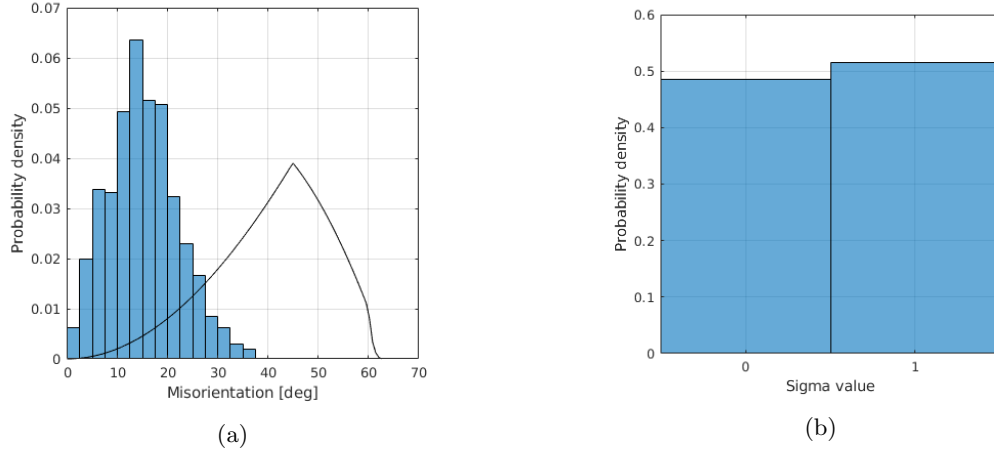 0.07
0.06
0.05
0.04
0.03
0.02
0.01
0
Probability density
0 10 20 30 40 50 60 70
Misorientation [deg]
(a)
0.6
0.5
0.4
0.3
0.2
0.1
0
Probability density
0 1
Sigma value
(b)